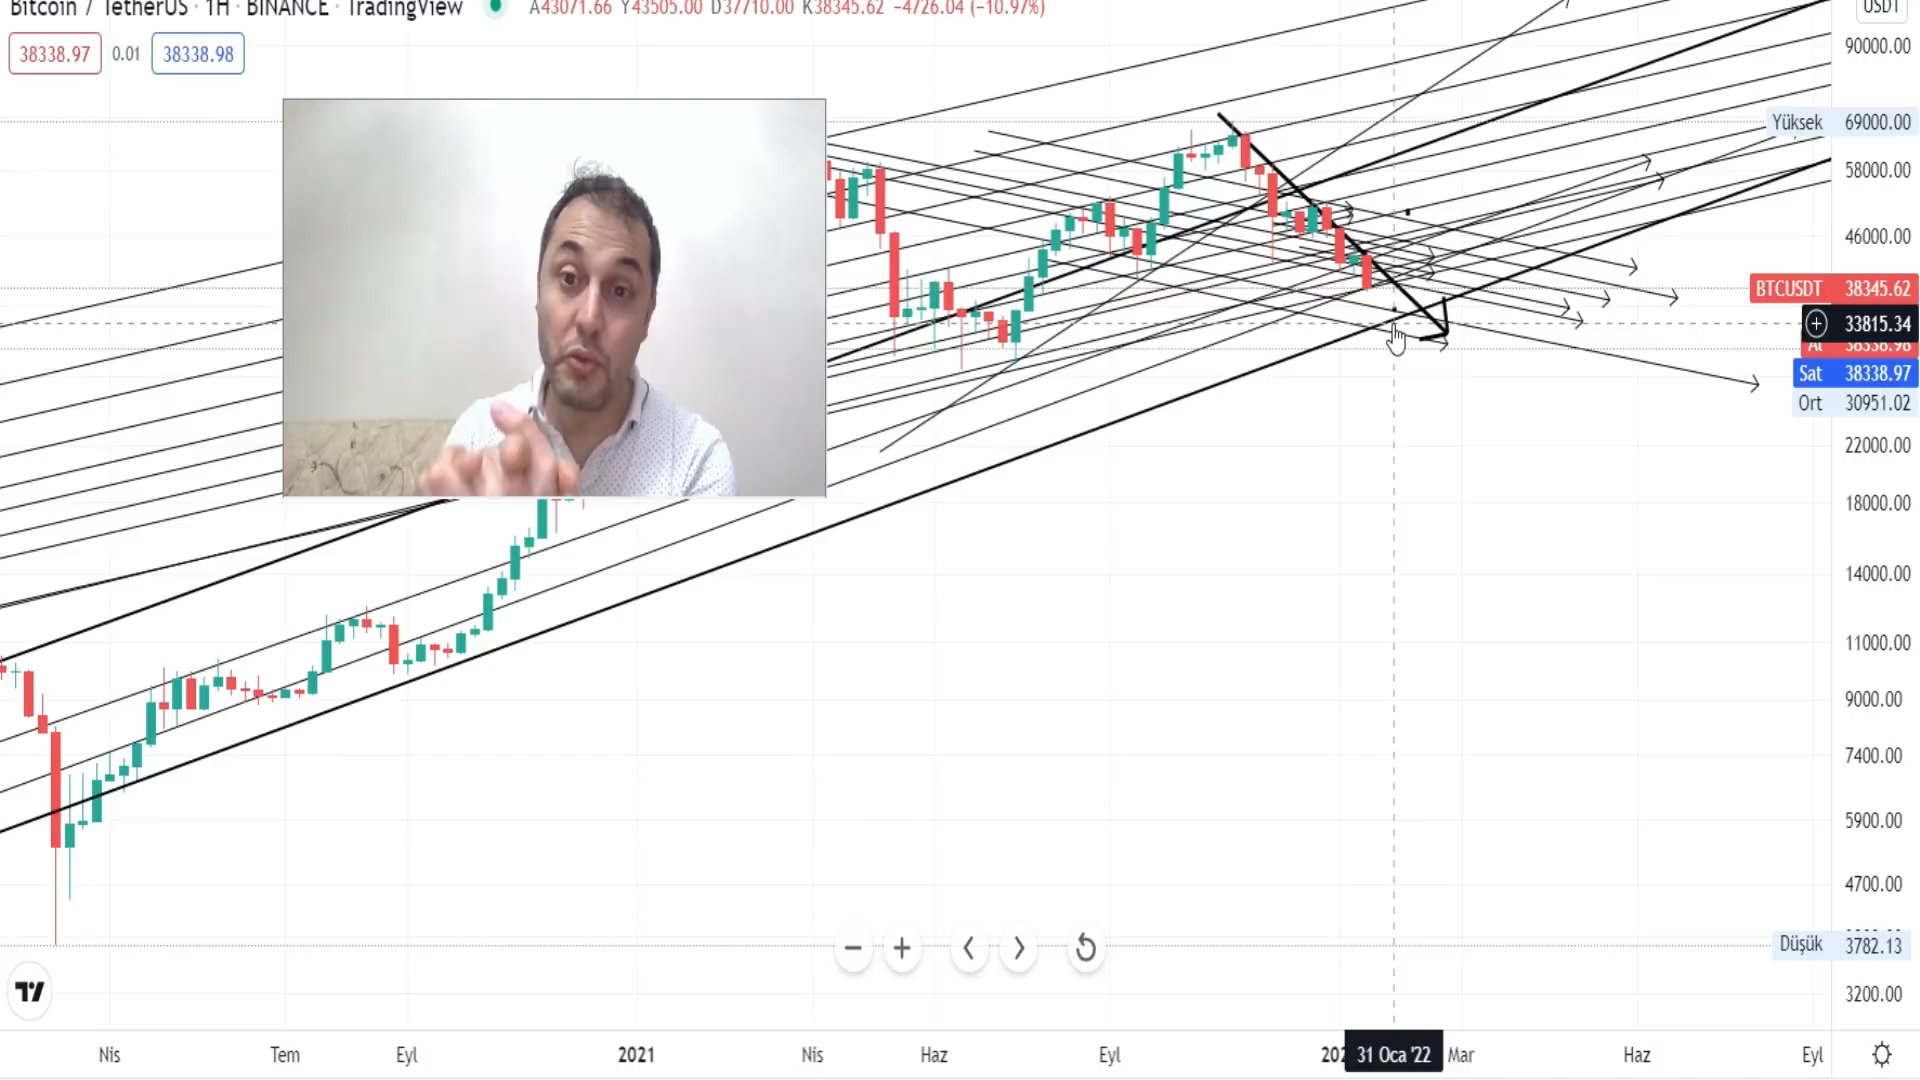 Bitcoin / TetherUS · 1H · BINANCE · TradingView A43071.66 Y43505.00 D37710.00 K38345.62 −4726.04 (−10.97%)
USDT
38338.97 0.01 38338.98
90000.00
Yüksek 69000.00
58000.00
46000.00
BTCUSDT 38345.62
33815.34
Al 38338.98
Sat 38338.97
Ort 30951.02
22000.00
18000.00
14000.00
11000.00
9000.00
7400.00
5900.00
4700.00
Düşük 3782.13
3200.00
Nis Tem Eyl 2021 Nis Haz Eyl 31 Oca '22 Mar Haz Eyl